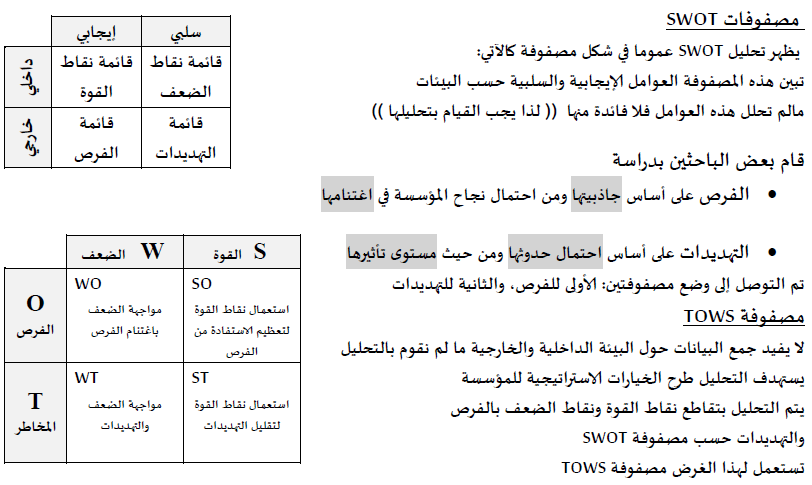 مصفوفات SWOT
يظهر تحليل SWOT عموما في شكل مصفوفة كالآتي:
تبين هذه المصفوفة العوامل الإيجابية والسلبية حسب البيئات
مالم تحلل هذه العوامل فلا فائدة منها (( لذا يجب القيام بتحليلها ))
سلبي إيجابي
داخلي
قائمة نقاط الضعف
قائمة نقاط القوة
خارجي
قائمة التهديدات
قائمة الفرص
قام بعض الباحثين بدراسة
• الفرص على أساس جاذبيتها ومن احتمال نجاح المؤسسة في اغتنامها
• التهديدات على أساس احتمال حدوثها ومن حيث مستوى تأثيرها
تم التوصل إلى وضع مصفوفتين: الأولى للفرص، والثانية للتهديدات
مصفوفة TOWS
لا يفيد جمع البيانات حول البيئة الداخلية والخارجية ما لم نقوم بالتحليل
يستهدف التحليل طرح الخيارات الاستراتيجية للمؤسسة
يتم التحليل بتقاطع نقاط القوة ونقاط الضعف بالفرص
والتهديدات حسب مصفوفة SWOT
تستعمل لهذا الغرض مصفوفة TOWS
S القوة
W الضعف
O
الفرص
SO
استعمال نقاط القوة
لتعظيم الاستفادة من
الفرص
WO
مواجهة الضعف
باغتنام الفرص
T
المخاطر
ST
استعمال نقاط القوة
لتقليل التهديدات
WT
مواجهة الضعف
والتهديدات